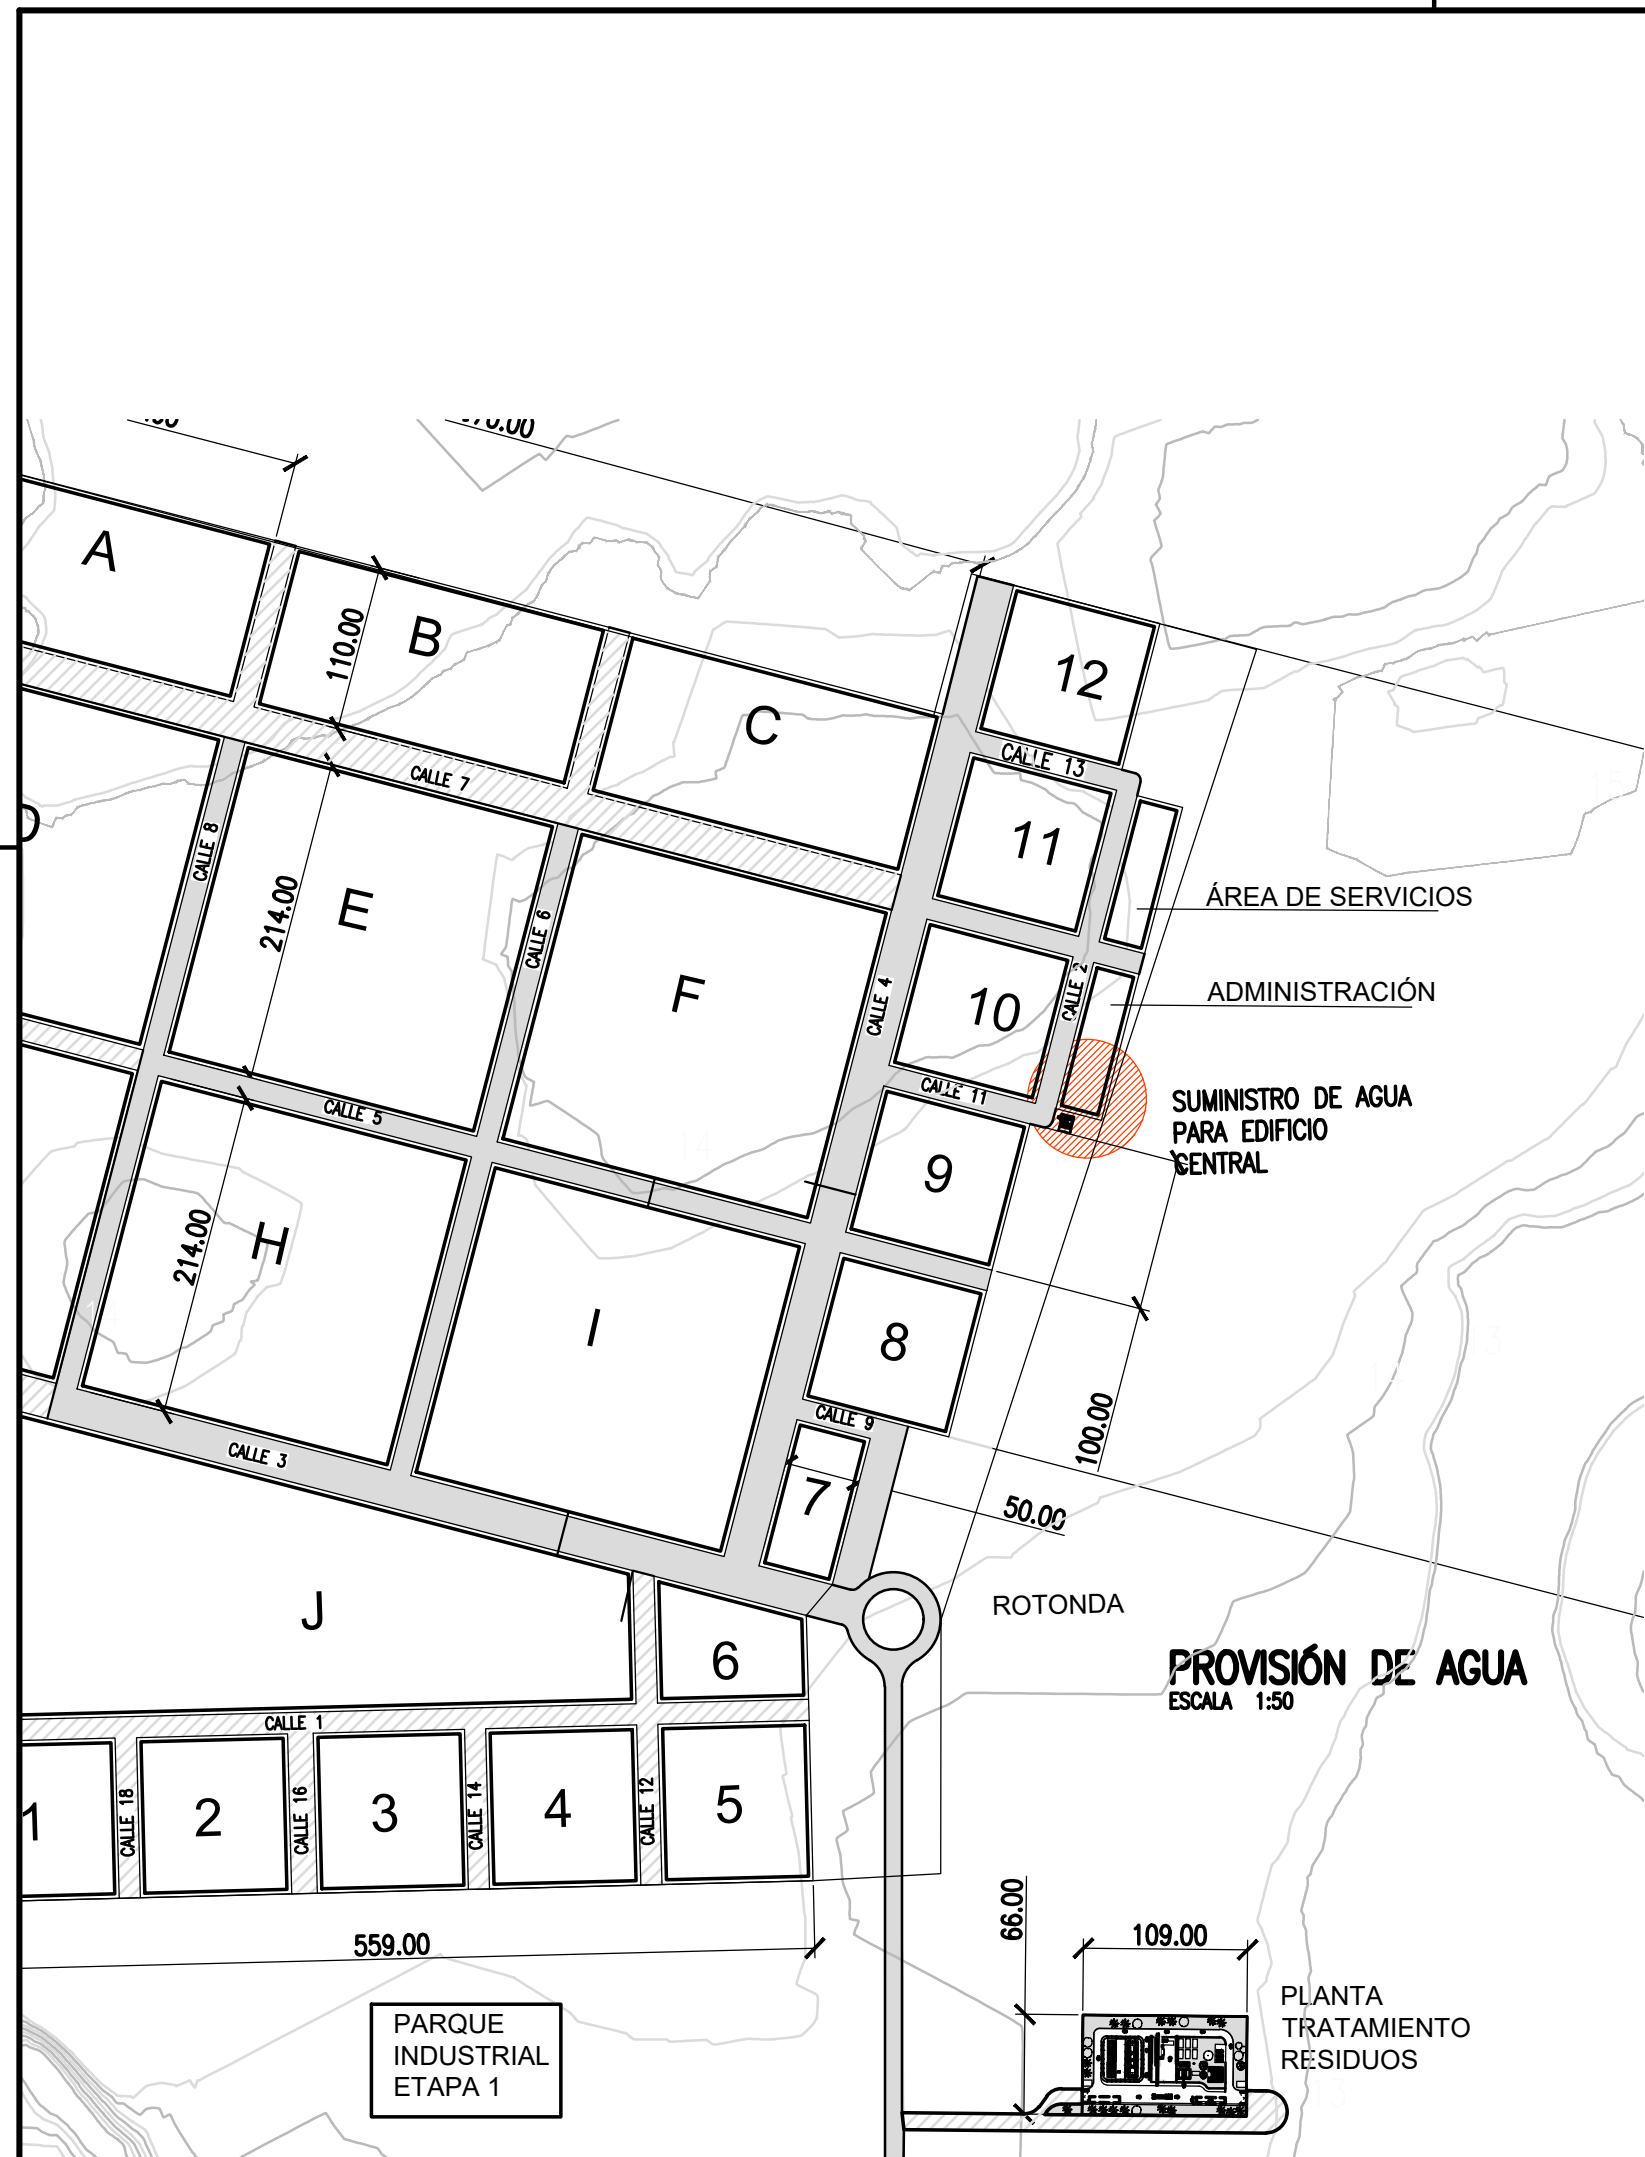 A
B
110.00
C
12
CALLE 13
CALLE 7
11
CALLE 8
E
214.00
CALLE 6
F
ÁREA DE SERVICIOS
10
CALLE 4
CALLE 2
ADMINISTRACIÓN
CALLE 11
CALLE 5
SUMINISTRO DE AGUA
PARA EDIFICIO
CENTRAL
14
9
H
214.00
I
8
13
CALLE 9
CALLE 3
100.00
7
50.00
J
ROTONDA
6
PROVISIÓN DE AGUA
ESCALA 1:50
CALLE 1
1
CALLE 18
2
CALLE 16
3
CALLE 14
4
CALLE 12
5
559.00
66.00
109.00
PARQUE
INDUSTRIAL
ETAPA 1
PLANTA
TRATAMIENTO
RESIDUOS
13